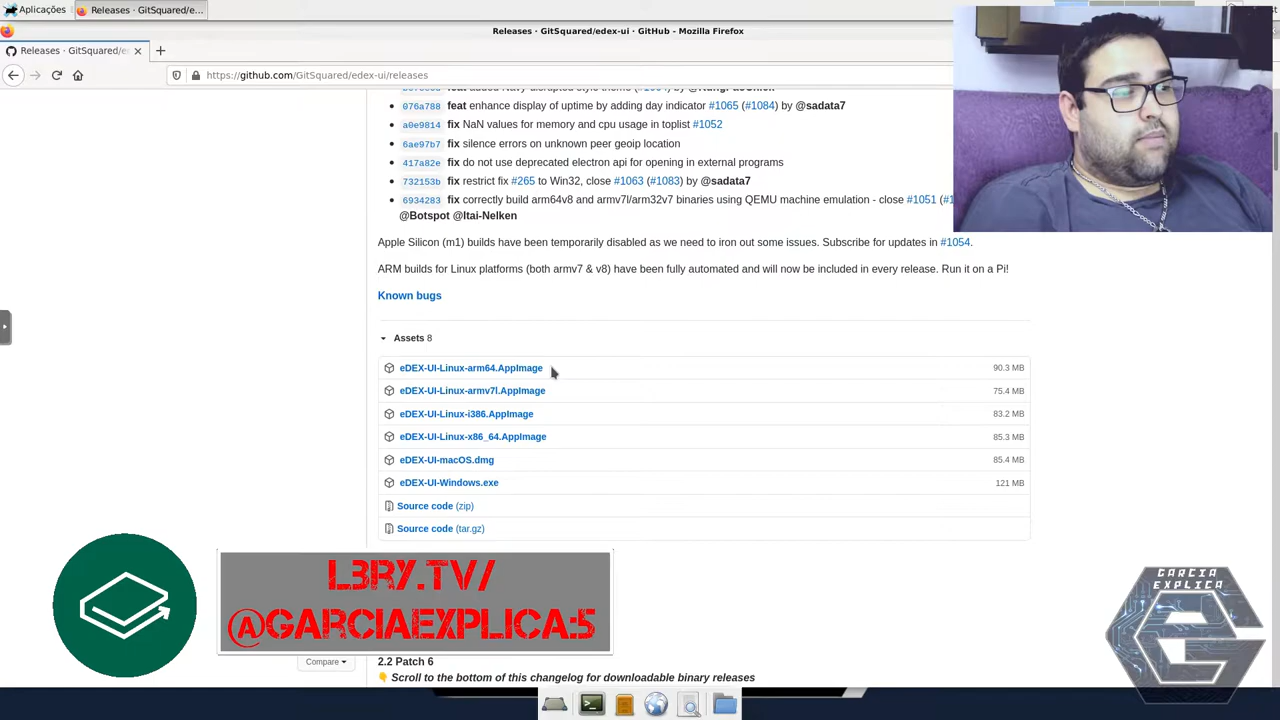 Aplicações
Releases · GitSquared/e...
Releases · GitSquared/edex-ui · GitHub - Mozilla Firefox
Releases · GitSquared/e
https://github.com/GitSquared/edex-ui/releases
076a788 feat enhance display of uptime by adding day indicator #1065 (#1084) by @sadata7
a0e9814 fix NaN values for memory and cpu usage in toplist #1052
6ae97b7 fix silence errors on unknown peer geoip location
417a82e fix do not use deprecated electron api for opening in external programs
732153b fix restrict fix #265 to Win32, close #1063 (#1083) by @sadata7
6934283 fix correctly build arm64v8 and armv7l/arm32v7 binaries using QEMU machine emulation - close #1051
@Botspot @Itai-Nelken
Apple Silicon (m1) builds have been temporarily disabled as we need to iron out some issues. Subscribe for updates in #1054.
ARM builds for Linux platforms (both armv7 & v8) have been fully automated and will now be included in every release. Run it on a Pi!
Known bugs
Assets 8
eDEX-UI-Linux-arm64.AppImage 90.3 MB
eDEX-UI-Linux-armv7l.AppImage 75.4 MB
eDEX-UI-Linux-i386.AppImage 83.2 MB
eDEX-UI-Linux-x86_64.AppImage 85.3 MB
eDEX-UI-macOS.dmg 85.4 MB
eDEX-UI-Windows.exe 121 MB
Source code (zip)
Source code (tar.gz)
L3RY.TV/
@GARCIAEXPLICA:5
GARCIA
EXPLICA
Compare
2.2 Patch 6
👇 Scroll to the bottom of this changelog for downloadable binary releases